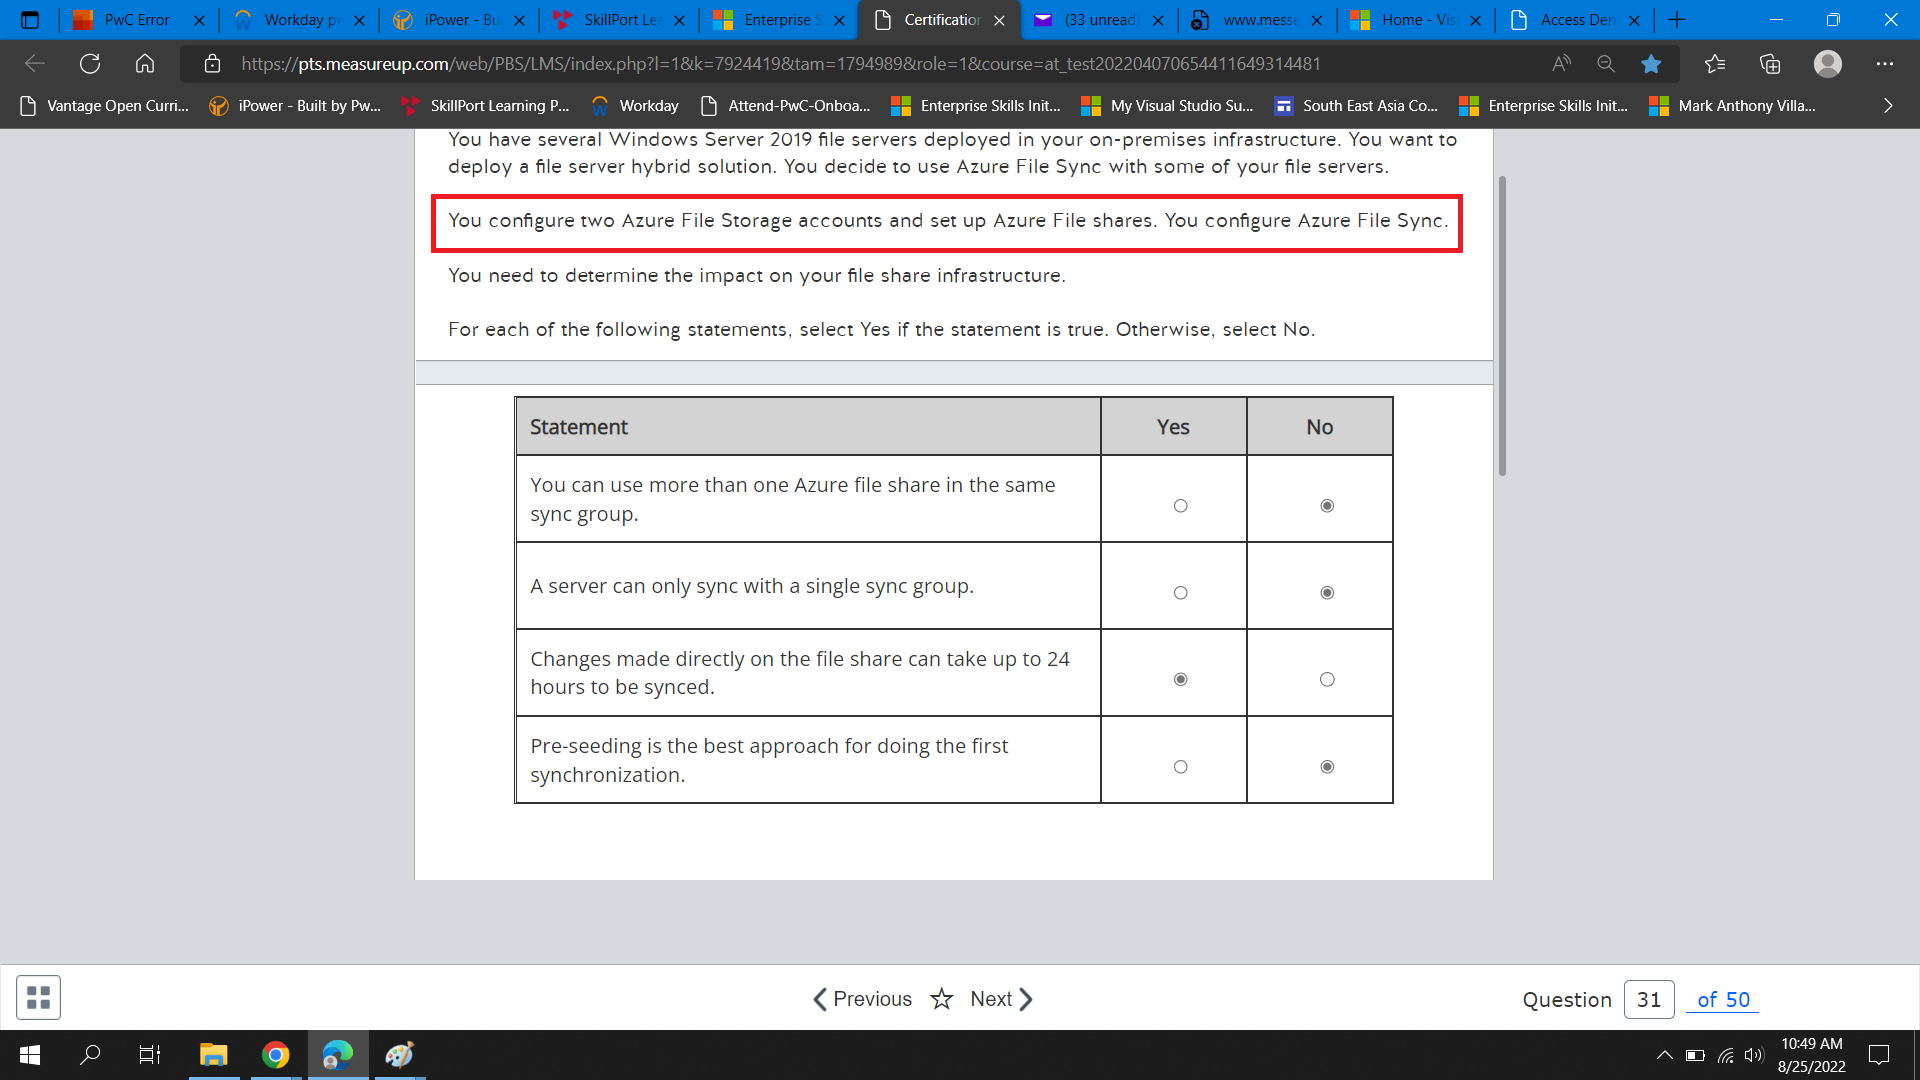 PwC Error
Workday pw
iPower - Bu
SkillPort Lea
Enterprise S
Certification
(33 unread)
www.messe
Home - Vis
Access Den
https://pts.measureup.com/web/PBS/LMS/index.php?l=1&k=7924419&tam=1794989&role=1&course=at_test202204070654411649314481
Vantage Open Curri...
iPower - Built by Pw...
SkillPort Learning P...
Workday
Attend-PwC-Onboa...
Enterprise Skills Init...
My Visual Studio Su...
South East Asia Co...
Enterprise Skills Init...
Mark Anthony Villa...
You have several Windows Server 2019 file servers deployed in your on-premises infrastructure. You want to
deploy a file server hybrid solution. You decide to use Azure File Sync with some of your file servers.
You configure two Azure File Storage accounts and set up Azure File shares. You configure Azure File Sync.
You need to determine the impact on your file share infrastructure.
For each of the following statements, select Yes if the statement is true. Otherwise, select No.
Statement
Yes
No
You can use more than one Azure file share in the same
sync group.
A server can only sync with a single sync group.
Changes made directly on the file share can take up to 24
hours to be synced.
Pre-seeding is the best approach for doing the first
synchronization.
Previous
Next
Question 31 of 50
10:49 AM
8/25/2022